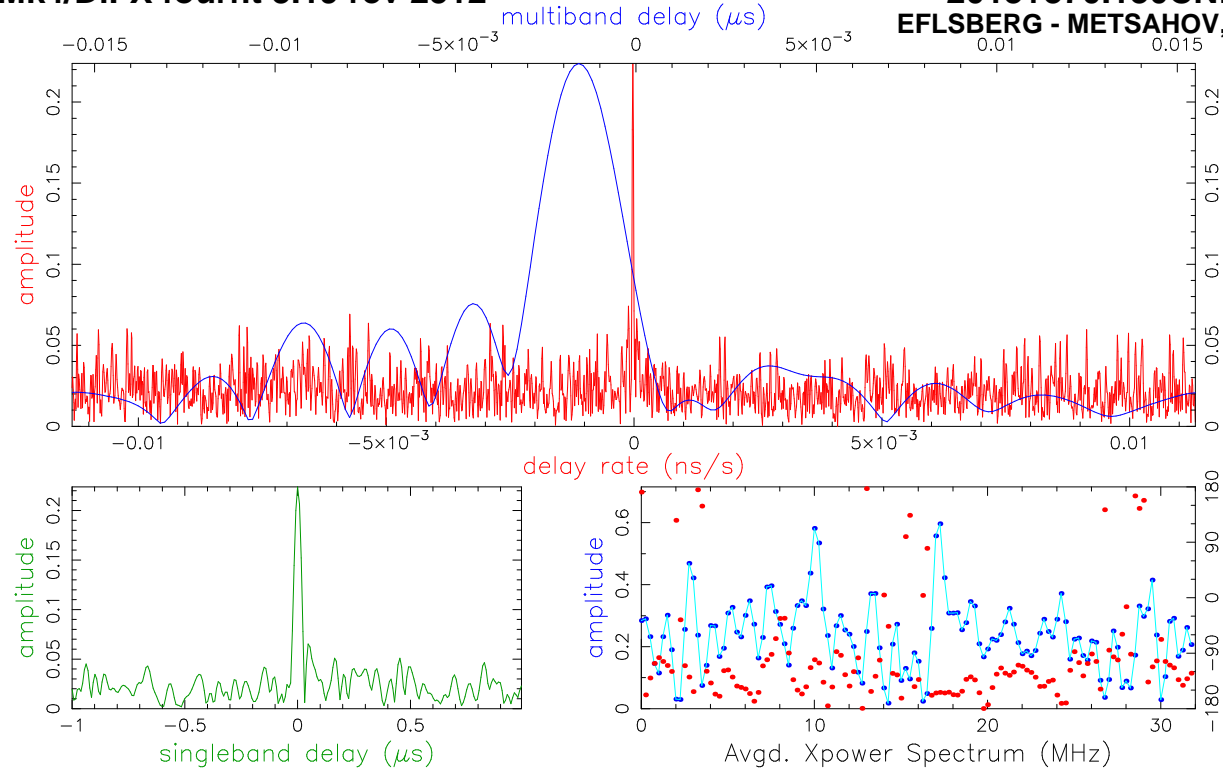 multiband delay (μs)
EFLSBERG - METSAHOV,
−0.015 −0.01 −5×10⁻³ 0 5×10⁻³ 0.01 0.015
amplitude
0 0.05 0.1 0.15 0.2
0 0.05 0.1 0.15 0.2
−0.01 −5×10⁻³ 0 5×10⁻³ 0.01
delay rate (ns/s)
amplitude
0 0.05 0.1 0.15 0.2
−1 −0.5 0 0.5
singleband delay (μs)
amplitude
0 0.2 0.4 0.6
−180 −90 0 90 180
0 10 20 30
Avgd. Xpower Spectrum (MHz)